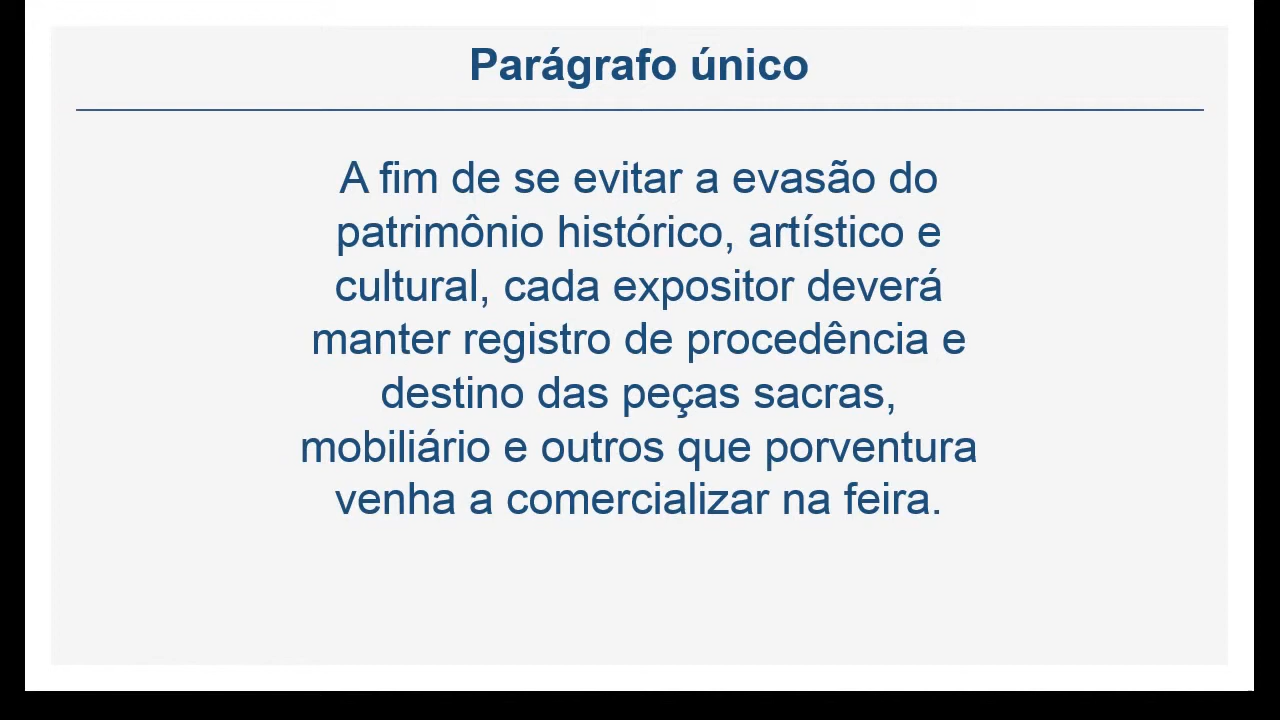 Parágrafo único
A fim de se evitar a evasão do
patrimônio histórico, artístico e
cultural, cada expositor deverá
manter registro de procedência e
destino das peças sacras,
mobiliário e outros que porventura
venha a comercializar na feira.